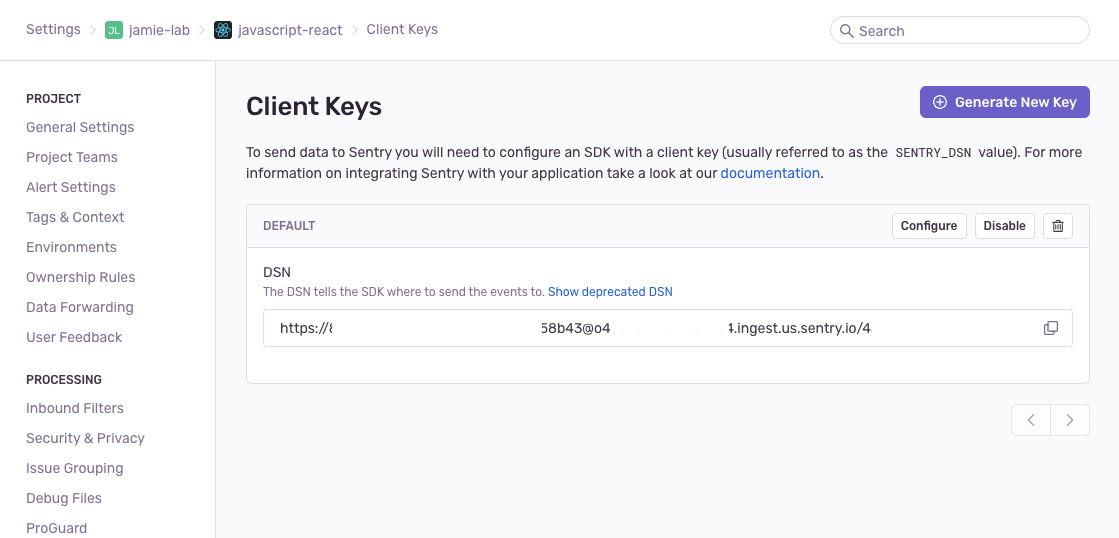 Settings > JL jamie-lab > javascript-react > Client Keys
Search
PROJECT
General Settings
Project Teams
Alert Settings
Tags & Context
Environments
Ownership Rules
Data Forwarding
User Feedback
PROCESSING
Inbound Filters
Security & Privacy
Issue Grouping
Debug Files
ProGuard
Client Keys
Generate New Key
To send data to Sentry you will need to configure an SDK with a client key (usually referred to as the SENTRY_DSN value). For more
information on integrating Sentry with your application take a look at our documentation.
DEFAULT
Configure
Disable
DSN
The DSN tells the SDK where to send the events to. Show deprecated DSN
https:// 58b43@o4 .ingest.us.sentry.io/4